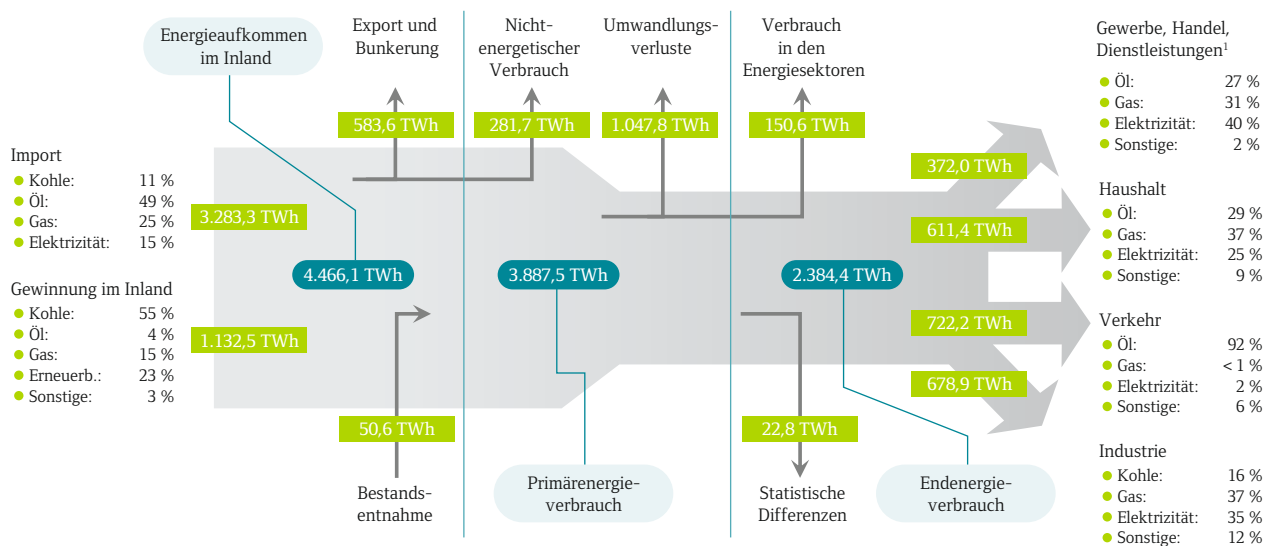 Energieaufkommen
im Inland
Export und
Bunkerung
Nicht-
energetischer
Verbrauch
Umwandlungs-
verluste
Verbrauch
in den
Energiesektoren
583,6 TWh
281,7 TWh
1.047,8 TWh
150,6 TWh
Import
Kohle: 11 %
Öl: 49 %
Gas: 25 %
Elektrizität: 15 %
3.283,3 TWh
Gewinnung im Inland
Kohle: 55 %
Öl: 4 %
Gas: 15 %
Erneuerb.: 23 %
Sonstige: 3 %
1.132,5 TWh
4.466,1 TWh
3.887,5 TWh
2.384,4 TWh
50,6 TWh
Bestands-
entnahme
Primärenergie-
verbrauch
22,8 TWh
Statistische
Differenzen
Endenergie-
verbrauch
372,0 TWh
611,4 TWh
722,2 TWh
678,9 TWh
Gewerbe, Handel,
Dienstleistungen¹
Öl: 27 %
Gas: 31 %
Elektrizität: 40 %
Sonstige: 2 %
Haushalt
Öl: 29 %
Gas: 37 %
Elektrizität: 25 %
Sonstige: 9 %
Verkehr
Öl: 92 %
Gas: < 1 %
Elektrizität: 2 %
Sonstige: 6 %
Industrie
Kohle: 16 %
Gas: 37 %
Elektrizität: 35 %
Sonstige: 12 %